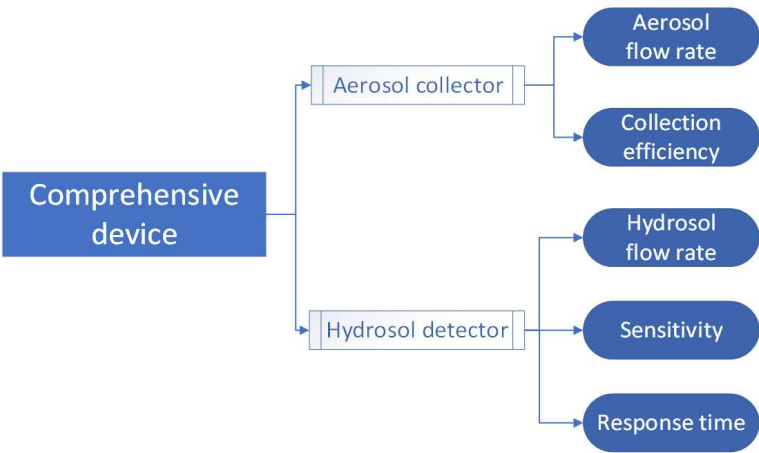 Comprehensive
device
Aerosol collector
Aerosol
flow rate
Collection
efficiency
Hydrosol detector
Hydrosol
flow rate
Sensitivity
Response time